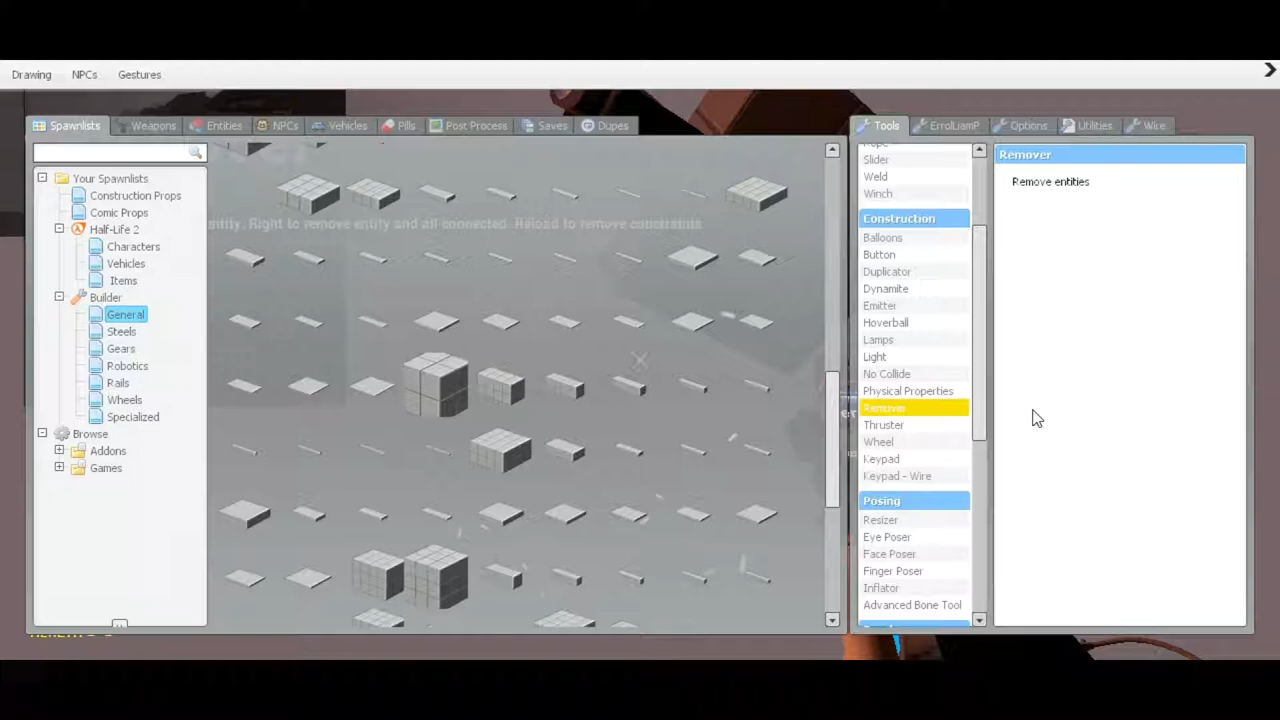 Drawing NPCs Gestures
Spawnlists Weapons Entities NPCs Vehicles Pills Post Process Saves Dupes
Your Spawnlists
Construction Props
Comic Props
Half-Life 2
Characters
Vehicles
Items
Builder
General
Steels
Gears
Robotics
Rails
Wheels
Specialized
Browse
Addons
Games
ntity. Right to remove entity and all connected. Reload to remove constraints
Tools ErrolLiamP Options Utilities Wire
Slider
Weld
Winch
Construction
Balloons
Button
Duplicator
Dynamite
Emitter
Hoverball
Lamps
Light
No Collide
Physical Properties
Remover
Thruster
Wheel
Keypad
Keypad - Wire
Posing
Resizer
Eye Poser
Face Poser
Finger Poser
Inflator
Advanced Bone Tool
Remover
Remove entities